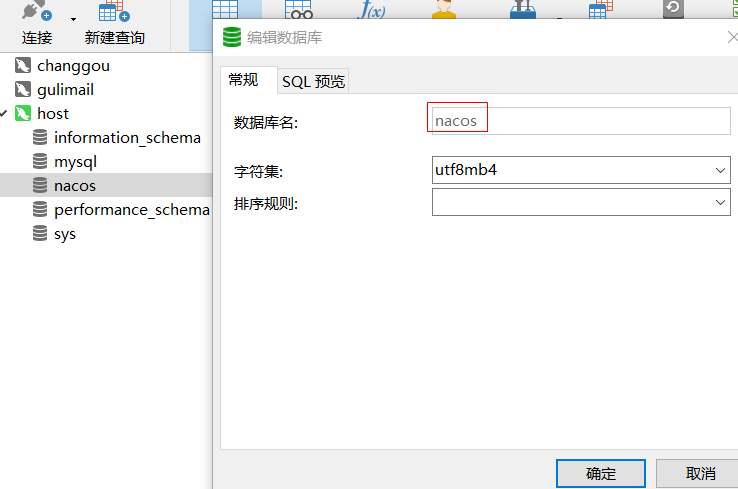 连接
新建查询
f(x)
编辑数据库
changgou
gulimail
host
information_schema
mysql
nacos
performance_schema
sys
常规
SQL 预览
数据库名:
nacos
字符集:
utf8mb4
排序规则:
确定
取消